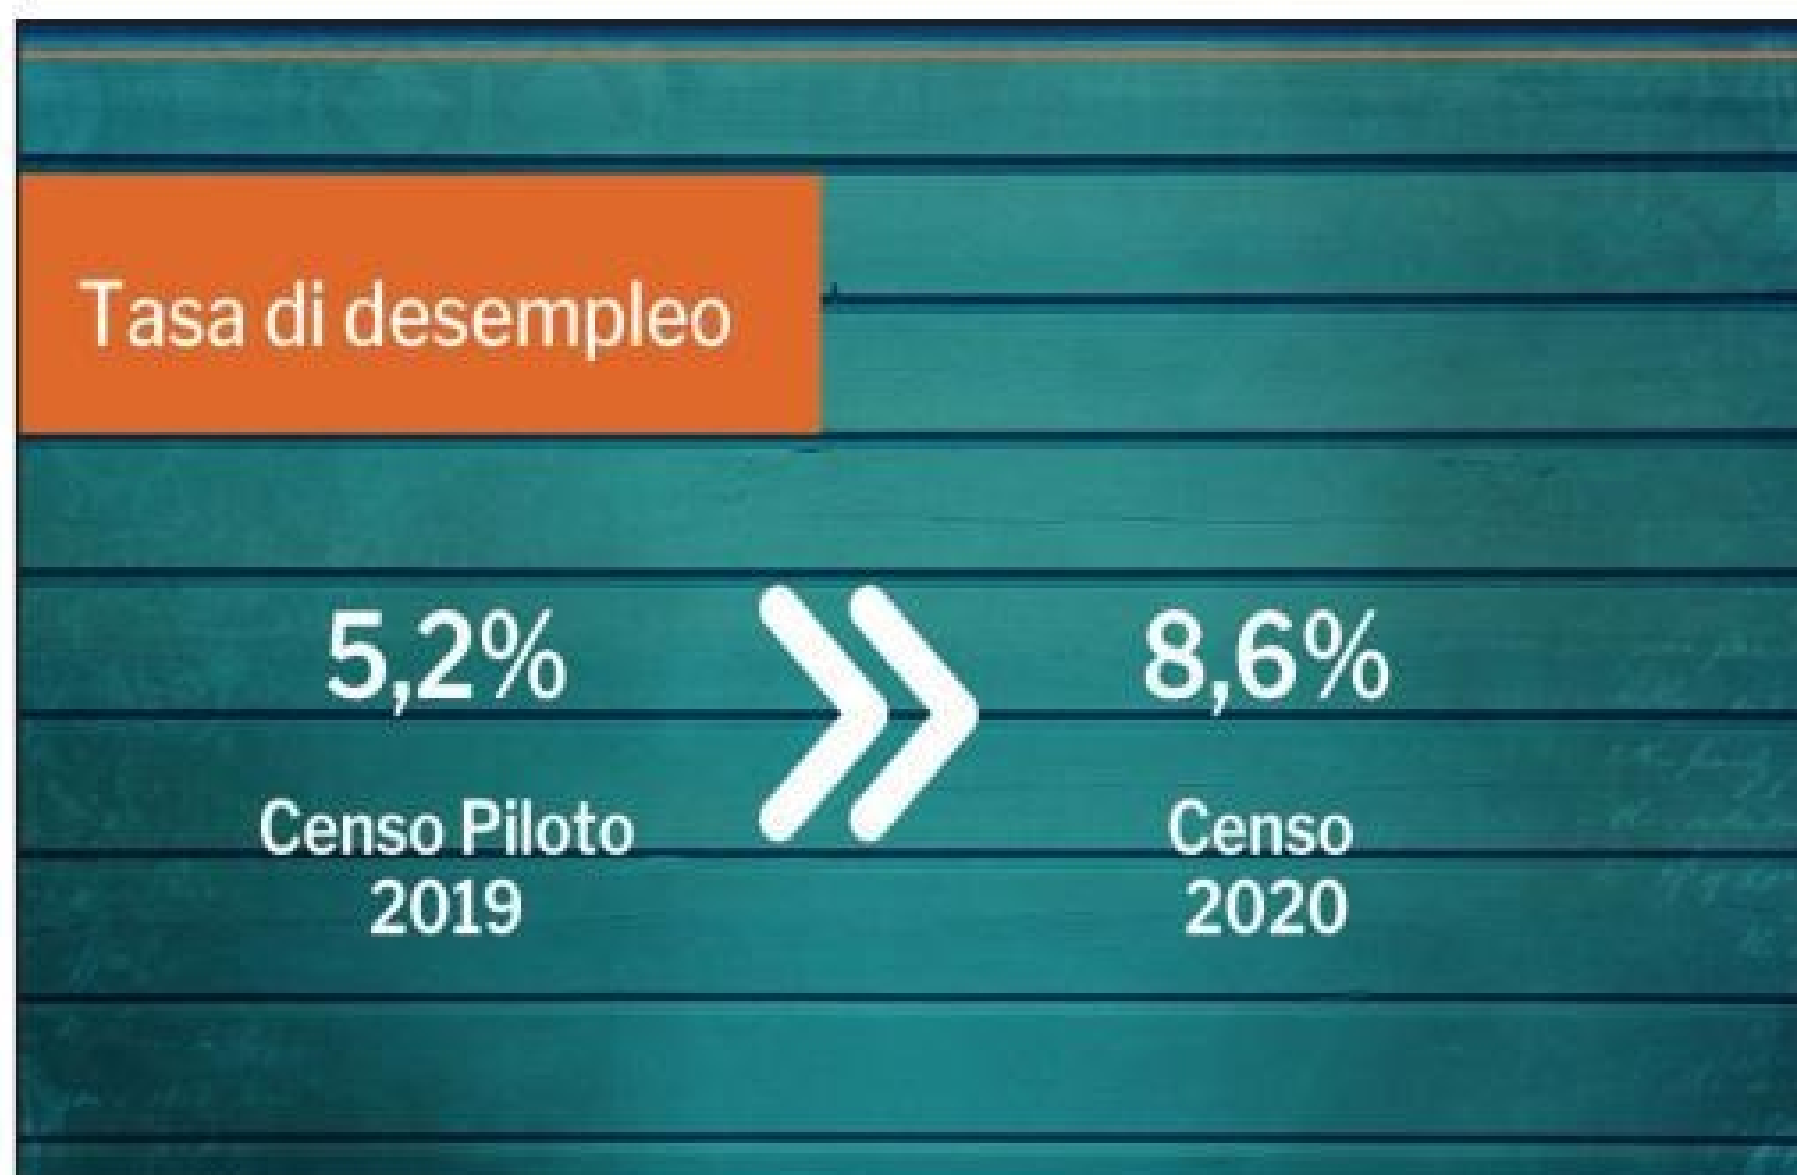 Tasa di desempleo
5,2%
8,6%
Censo Piloto
2019
Censo
2020